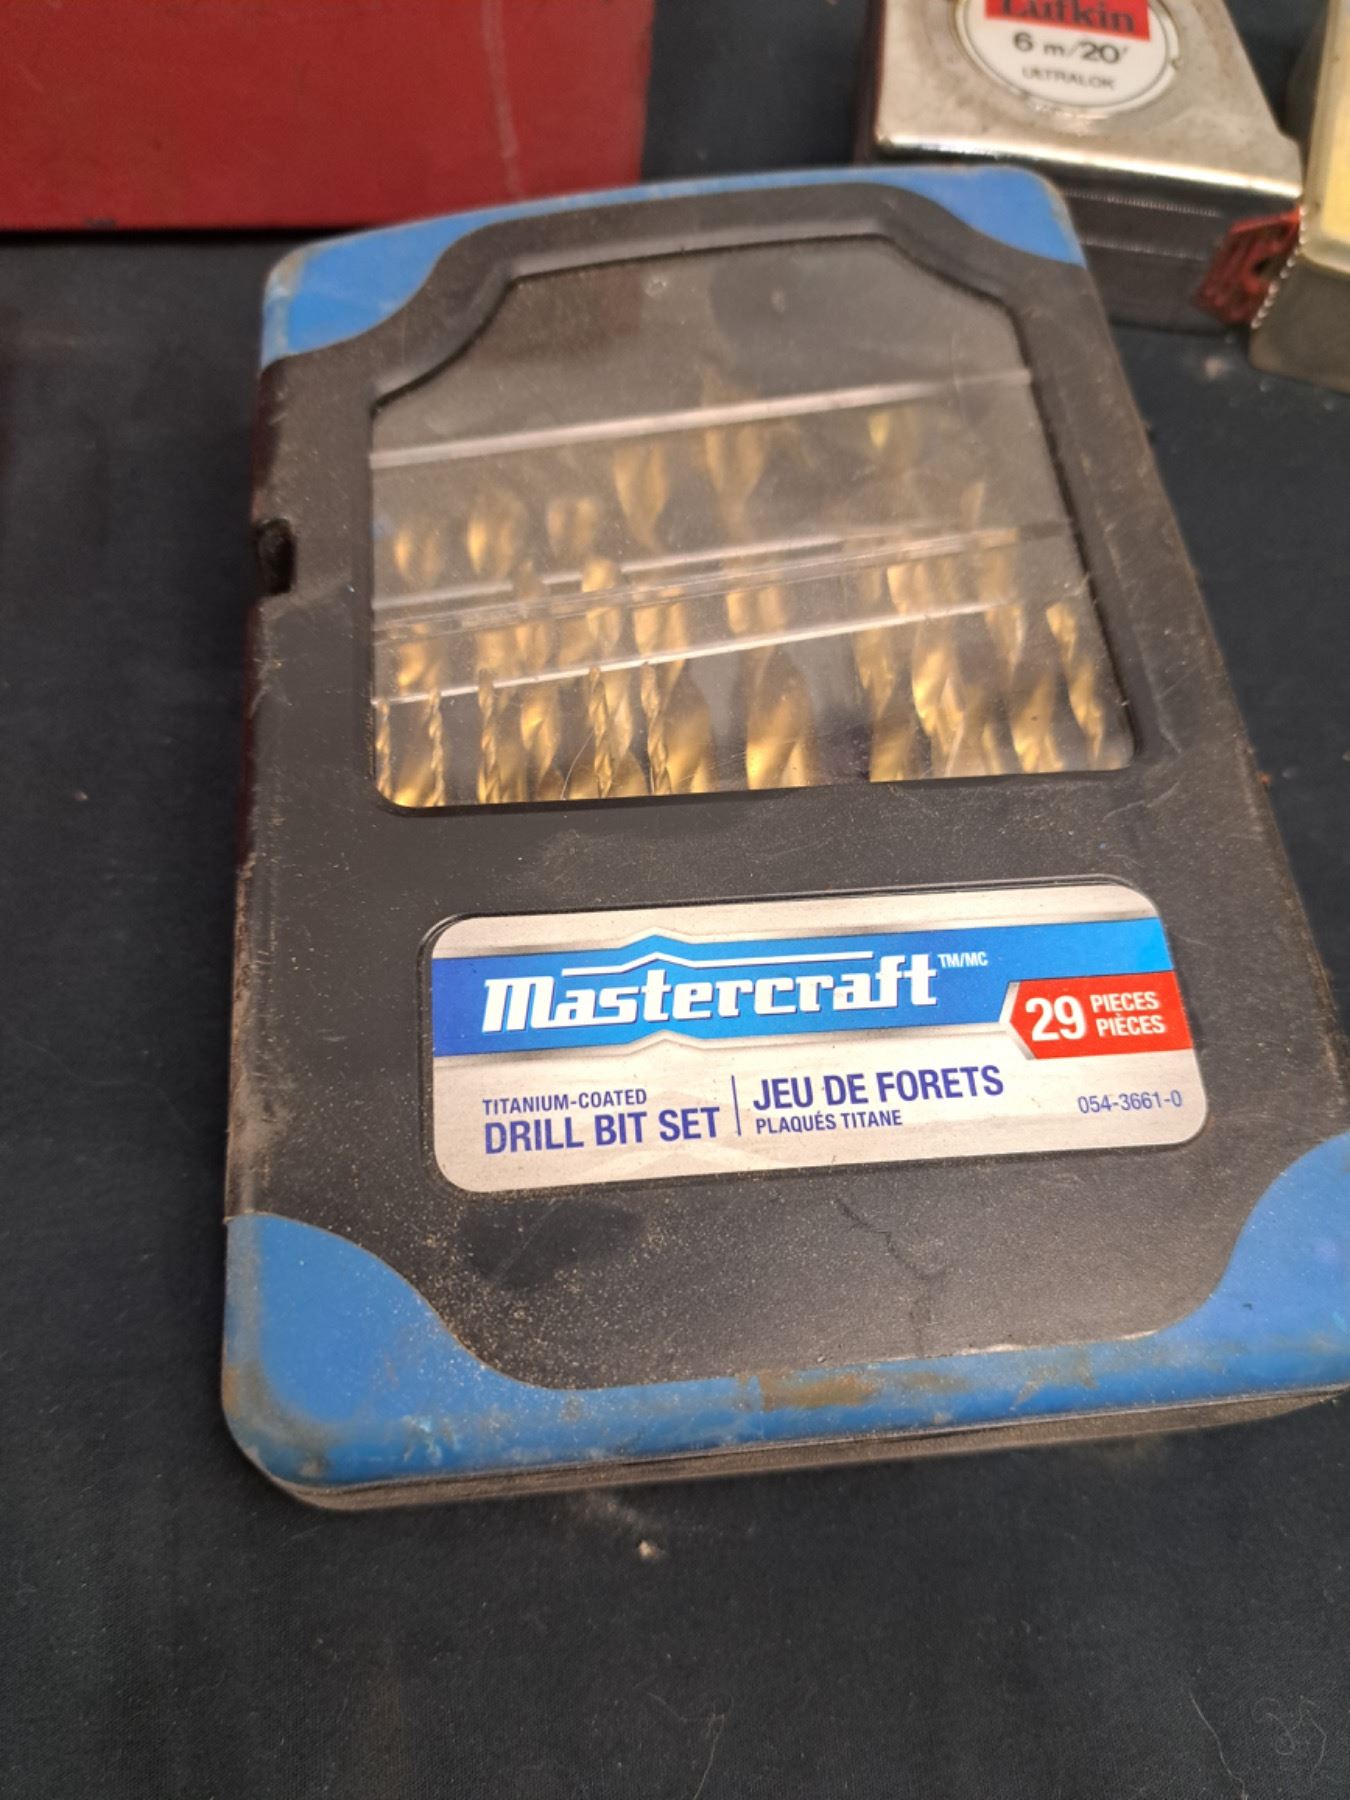 Lufkin
6 m/20'
ULTRALOK
Mastercraft TM/MC
29 PIECES
PIÈCES
TITANIUM-COATED
DRILL BIT SET
JEU DE FORETS
PLAQUÉS TITANE
054-3661-0